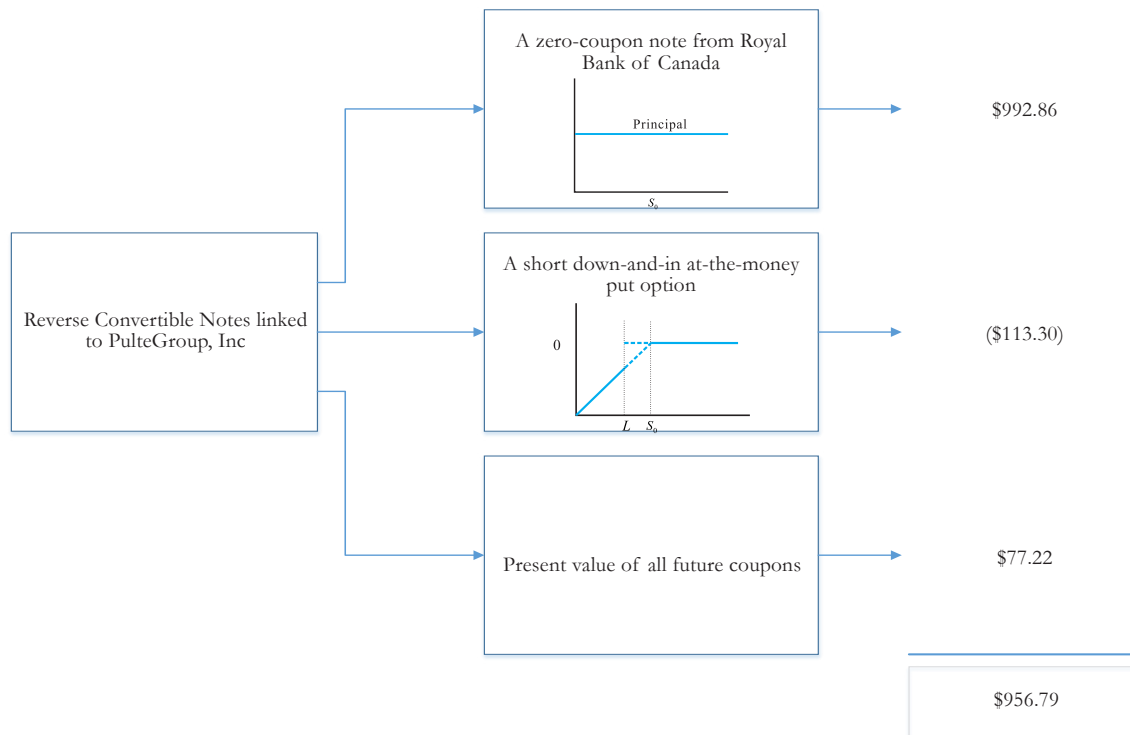 A zero-coupon note from Royal
Bank of Canada
Principal
S₀
$992.86
Reverse Convertible Notes linked
to PulteGroup, Inc
A short down-and-in at-the-money
put option
0
L
S₀
($113.30)
Present value of all future coupons
$77.22
$956.79